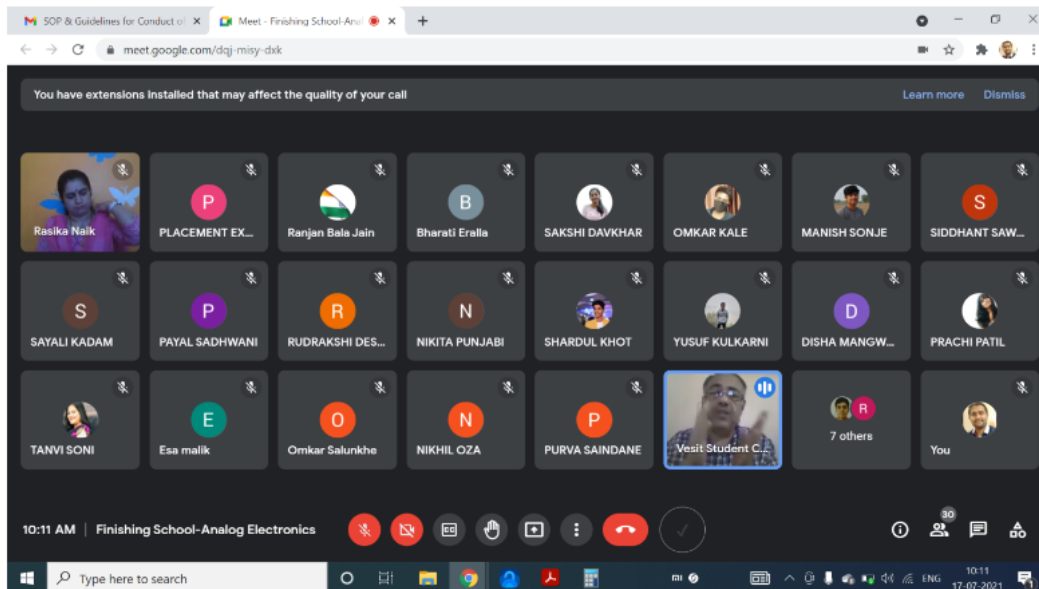 SOP & Guidelines for Conduct of
Meet - Finishing School-Anal
meet.google.com/dqj-misy-dxk
You have extensions installed that may affect the quality of your call
Learn more
Dismiss
Rasika Naik
P
PLACEMENT EX...
Ranjan Bala Jain
B
Bharati Eralla
SAKSHI DAVKHAR
OMKAR KALE
MANISH SONJE
S
SIDDHANT SAW...
S
SAYALI KADAM
P
PAYAL SADHWANI
R
RUDRAKSHI DES...
N
NIKITA PUNJABI
SHARDUL KHOT
YUSUF KULKARNI
D
DISHA MANGW...
PRACHI PATIL
TANVI SONI
E
Esa malik
O
Omkar Salunkhe
N
NIKHIL OZA
P
PURVA SAINDANE
Vesit Student C...
R
7 others
You
10:11 AM | Finishing School-Analog Electronics
30
Type here to search
ENG
10:11
17-07-2021